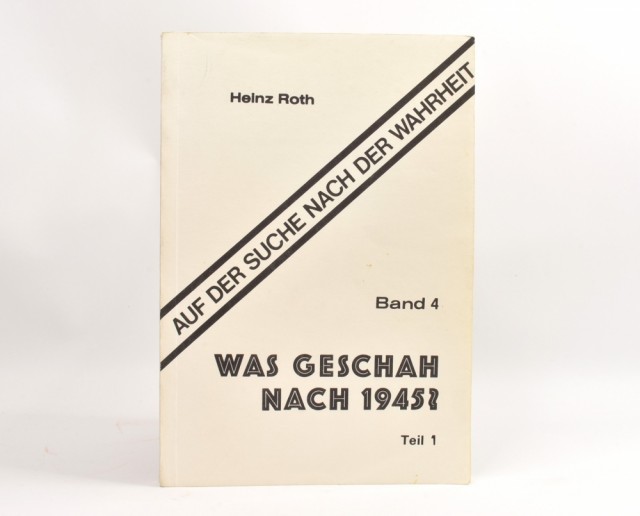 Heinz Roth
AUF DER SUCHE NACH DER WAHRHEIT
Band 4
WAS GESCHAH
NACH 1945?
Teil 1